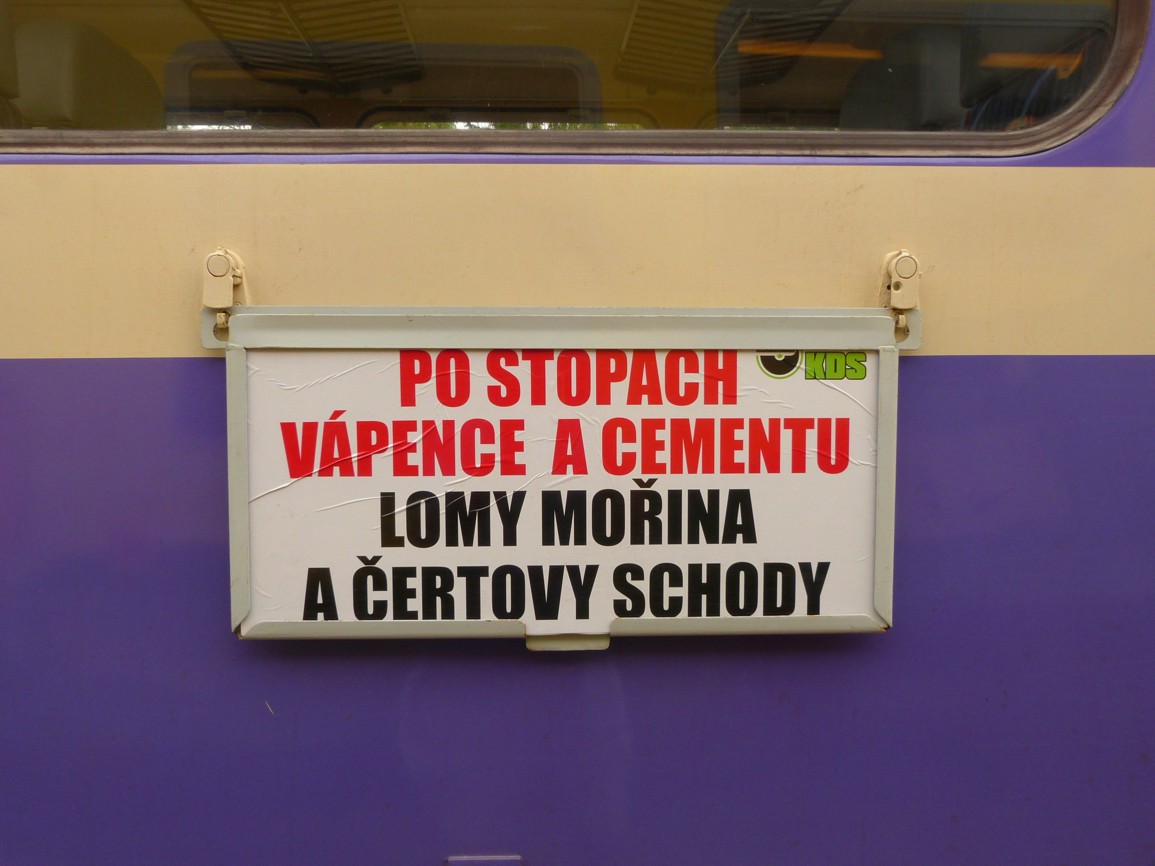 PO STOPACH
KDS
VÁPENCE A CEMENTU
LOMY MOŘINA
A ČERTOVY SCHODY